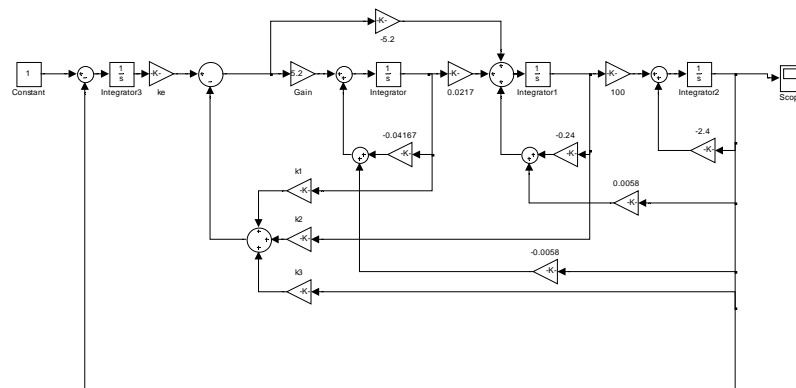 -K-
-5.2
1
Constant
1
s
Integrator3
-K-
ke
5.2
Gain
1
s
Integrator
-K-
0.0217
1
s
Integrator1
-K-
100
1
s
Integrator2
Scop
-0.04167
-K-
-0.24
-K-
-2.4
-K-
k1
-K-
0.0058
-K-
k2
-K-
-0.0058
-K-
k3
-K-